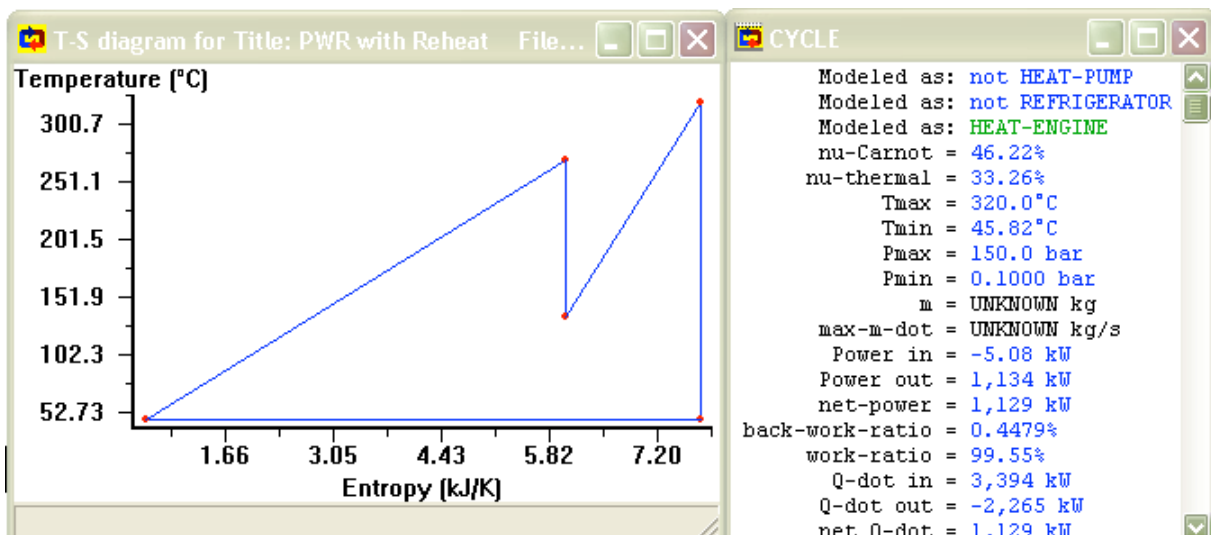 T-S diagram for Title: PWR with Reheat File...
Temperature (°C)
300.7
251.1
201.5
151.9
102.3
52.73
1.66 3.05 4.43 5.82 7.20
Entropy (kJ/K)
CYCLE
Modeled as: not HEAT-PUMP
Modeled as: not REFRIGERATOR
Modeled as: HEAT-ENGINE
nu-Carnot = 46.22%
nu-thermal = 33.26%
Tmax = 320.0°C
Tmin = 45.82°C
Pmax = 150.0 bar
Pmin = 0.1000 bar
m = UNKNOWN kg
max-m-dot = UNKNOWN kg/s
Power in = -5.08 kW
Power out = 1,134 kW
net-power = 1,129 kW
back-work-ratio = 0.4479%
work-ratio = 99.55%
Q-dot in = 3,394 kW
Q-dot out = -2,265 kW
net Q-dot = 1,129 kW